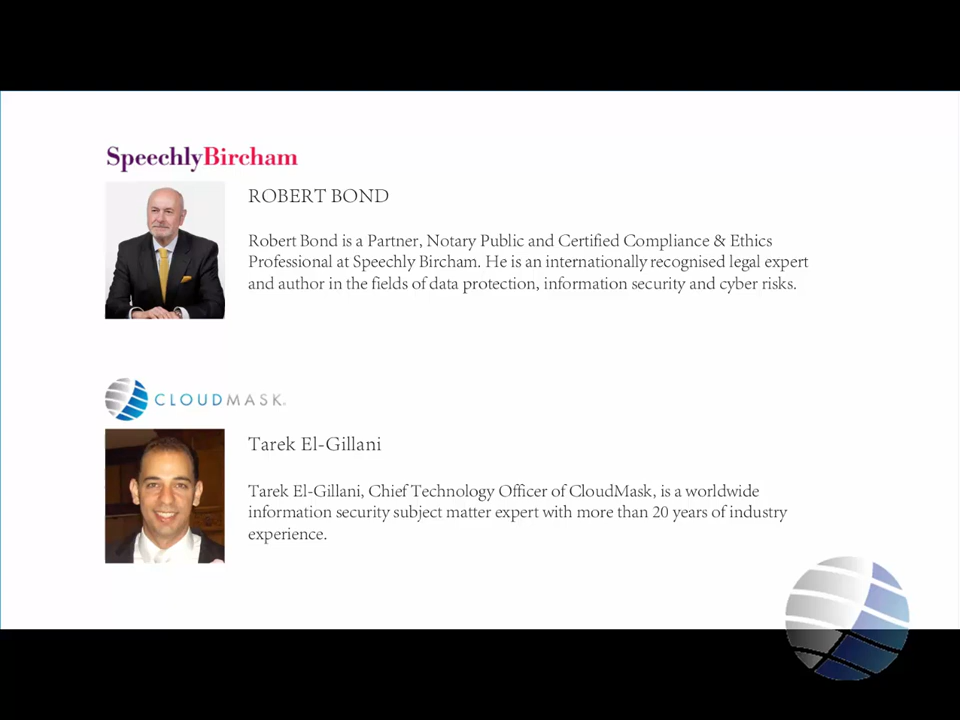 SpeechlyBircham
ROBERT BOND
Robert Bond is a Partner, Notary Public and Certified Compliance & Ethics
Professional at Speechly Bircham. He is an internationally recognised legal expert
and author in the fields of data protection, information security and cyber risks.
CLOUDMASK
Tarek El-Gillani
Tarek El-Gillani, Chief Technology Officer of CloudMask, is a worldwide
information security subject matter expert with more than 20 years of industry
experience.